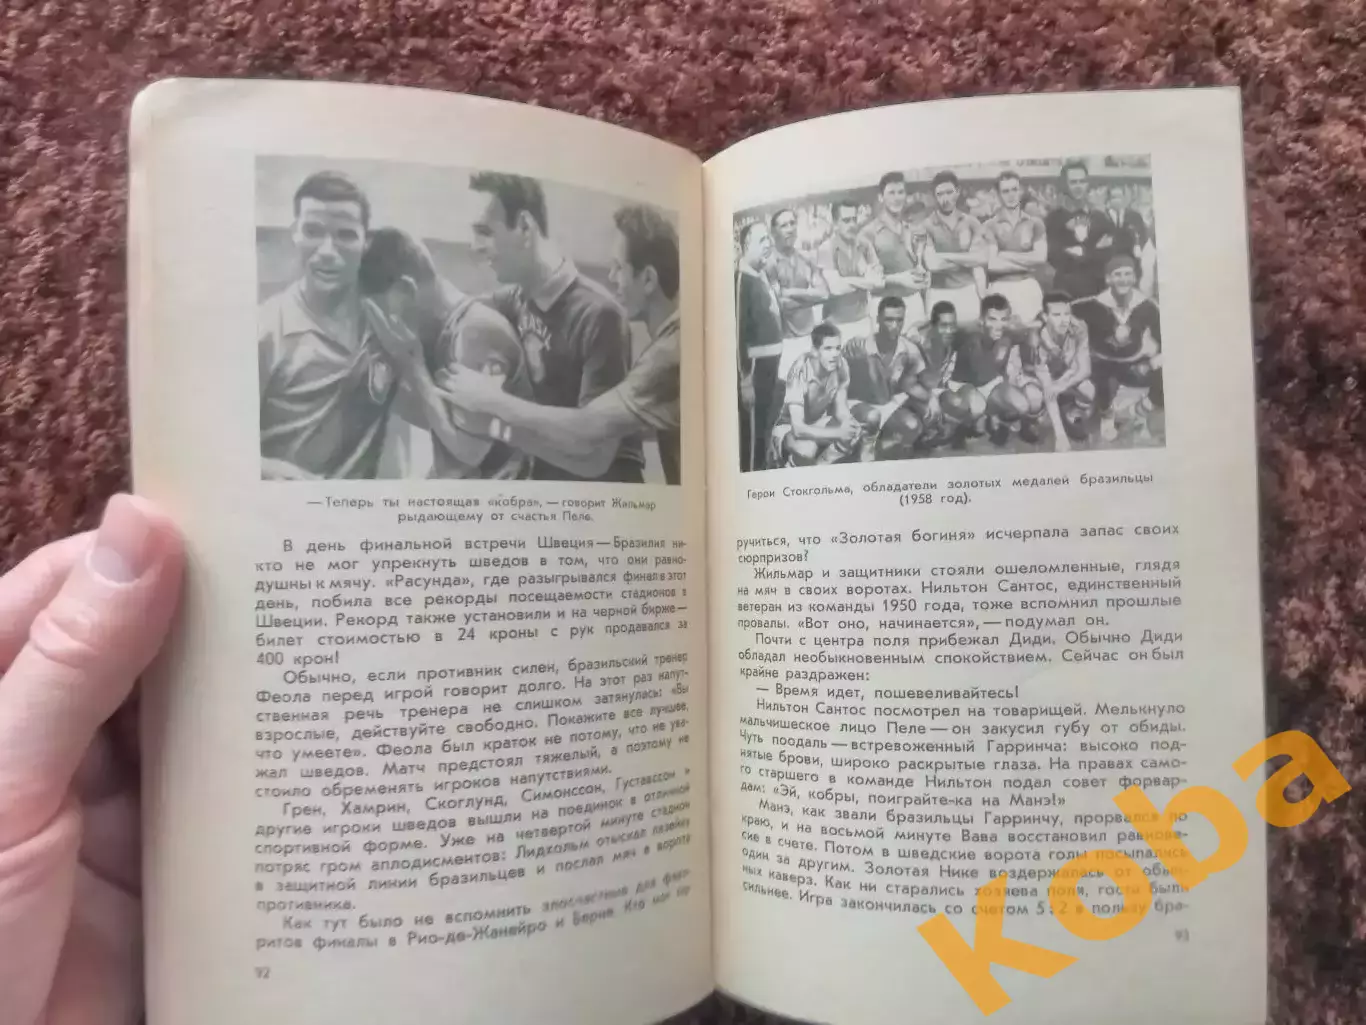 — Теперь ты настоящая «кобра», — говорит Жильмар
рыдающему от счастья Пеле.
В день финальной встречи Швеция — Бразилия ни-
кто не мог упрекнуть шведов в том, что они равно-
душны к мячу. «Расунда», где разыгрывался финал в этот
день, побила все рекорды посещаемости стадионов в
Швеции. Рекорд также установили и на черной бирже —
билет стоимостью в 24 кроны с рук продавался за
400 крон!
Обычно, если противник силен, бразильский тренер
Феола перед игрой говорит долго. На этот раз напут-
ственная речь тренера не слишком затянулась: «Вы
взрослые, действуйте свободно. Покажите все лучшее,
что умеете». Феола был краток не потому, что не ува-
жал шведов. Матч предстоял тяжелый, а поэтому не
стоило обременять игроков напутствиями.
Грен, Хамрин, Скоглунд, Симонссон, Густавссон и
другие игроки шведов вышли на поединок в отличной
спортивной форме. Уже на четвертой минуте стадион
потряс гром аплодисментов: Лидхольм отыскал лазейку
в защитной линии бразильцев и послал мяч в ворота
противника.
Как тут было не вспомнить злосчастные для фаво-
ритов финалы в Рио-де-Жанейро и Берне. Кто мог пор
92
Герои Стокгольма, обладатели золотых медалей бразильцы
(1958 год).
ручиться, что «Золотая богиня» исчерпала запас своих
сюрпризов?
Жильмар и защитники стояли ошеломленные, глядя
на мяч в своих воротах. Нильтон Сантос, единственный
ветеран из команды 1950 года, тоже вспомнил прошлые
провалы. «Вот оно, начинается», — подумал он.
Почти с центра поля прибежал Диди. Обычно Диди
обладал необыкновенным спокойствием. Сейчас он был
крайне раздражен:
— Время идет, пошевеливайтесь!
Нильтон Сантос посмотрел на товарищей. Мелькнуло
мальчишеское лицо Пеле — он закусил губу от обиды.
Чуть поодаль — встревоженный Гарринча: высоко под-
нятые брови, широко раскрытые глаза. На правах само-
го старшего в команде Нильтон подал совет форвар-
дам: «Эй, кобры, поиграйте-ка на Манэ!»
Манэ, как звали бразильцы Гарринчу, прорвался по
краю, и на восьмой минуте Вава восстановил равнове-
сие в счете. Потом в шведские ворота голы посыпались
один за другим. Золотая Нике воздержалась от обыч-
ных каверз. Как ни старались хозяева поля, гости были
сильнее. Игра закончилась со счетом 5 : 2 в пользу бра-
93
Koba